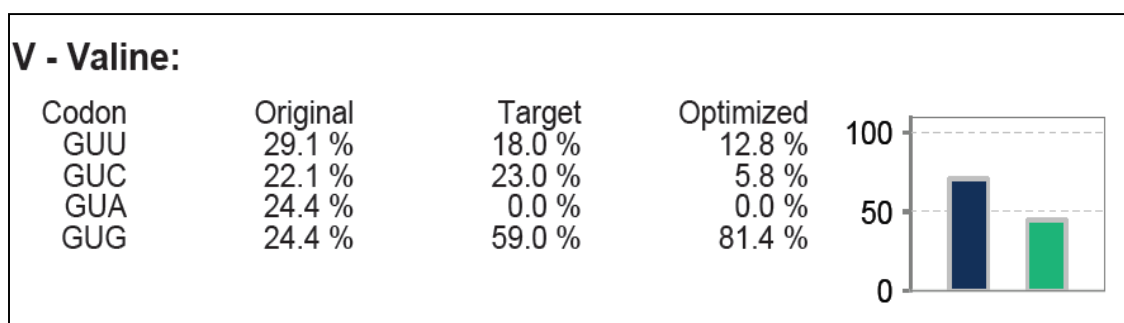 V - Valine:
Codon Original Target Optimized
GUU 29.1 % 18.0 % 12.8 %
GUC 22.1 % 23.0 % 5.8 %
GUA 24.4 % 0.0 % 0.0 %
GUG 24.4 % 59.0 % 81.4 %
100
50
0